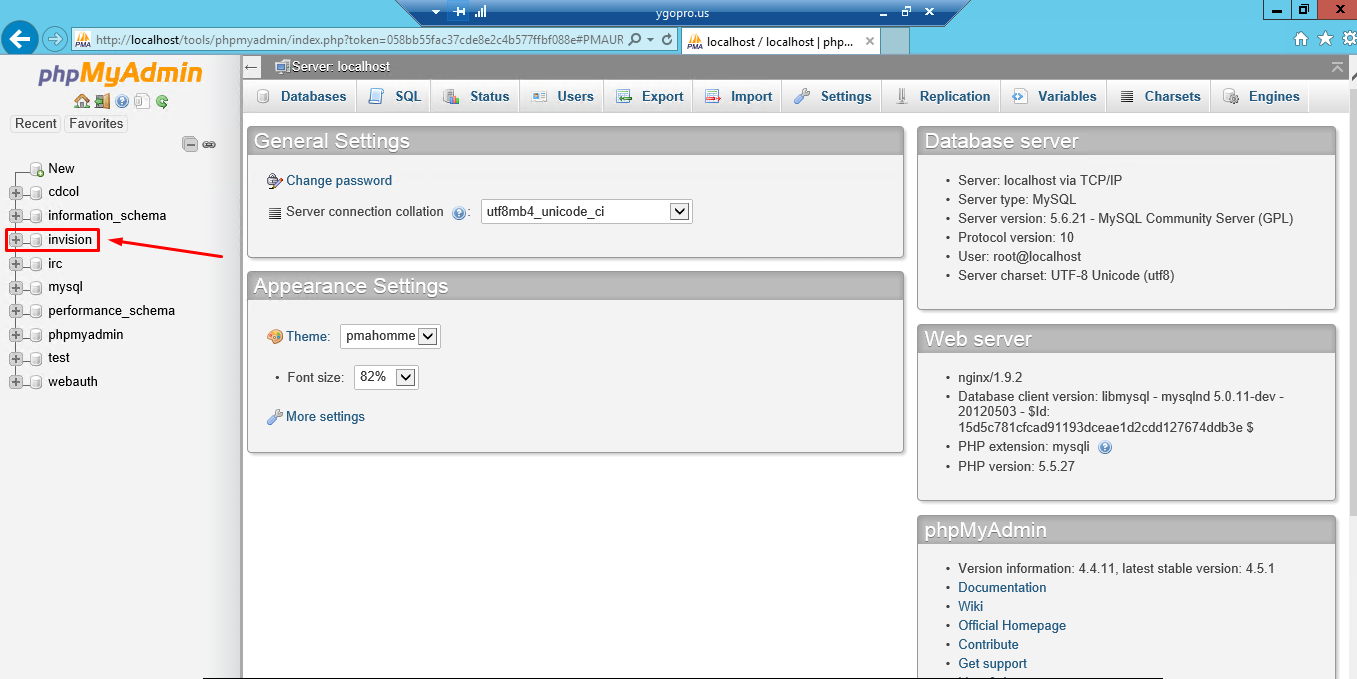 ygopro.us
http://localhost/tools/phpmyadmin/index.php?token=058bb55fac37cde8e2c4b577ffbf088e#PMAUR
localhost / localhost | php...
phpMyAdmin
Recent
Favorites
New
cdcol
information_schema
invision
irc
mysql
performance_schema
phpmyadmin
test
webauth
Server: localhost
Databases
SQL
Status
Users
Export
Import
Settings
Replication
Variables
Charsets
Engines
General Settings
Change password
Server connection collation :
utf8mb4_unicode_ci
Appearance Settings
Theme:
pmahomme
• Font size:
82%
More settings
Database server
• Server: localhost via TCP/IP
• Server type: MySQL
• Server version: 5.6.21 - MySQL Community Server (GPL)
• Protocol version: 10
• User: root@localhost
• Server charset: UTF-8 Unicode (utf8)
Web server
• nginx/1.9.2
• Database client version: libmysql - mysqlnd 5.0.11-dev -
20120503 - $Id:
15d5c781cfcad91193dceae1d2cdd127674ddb3e $
• PHP extension: mysqli
• PHP version: 5.5.27
phpMyAdmin
• Version information: 4.4.11, latest stable version: 4.5.1
• Documentation
• Wiki
• Official Homepage
• Contribute
• Get support